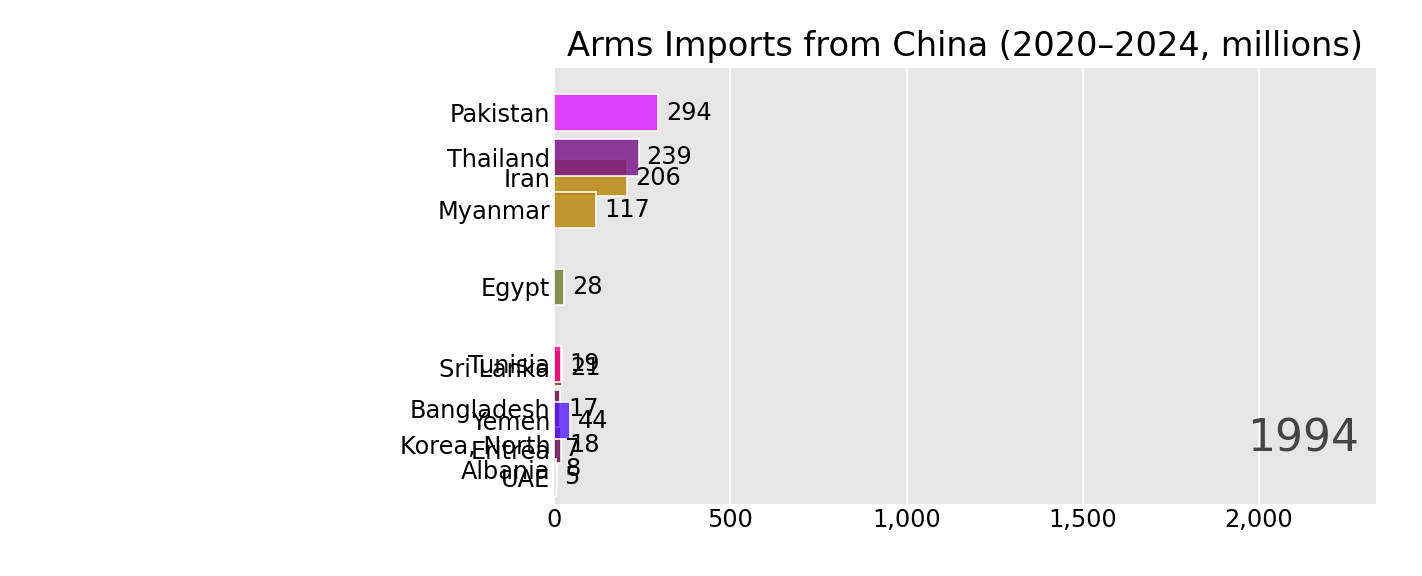 Arms Imports from China (2020–2024, millions)
Pakistan 294
Thailand 239
Iran 206
Myanmar 117
Egypt 28
Tunisia 19
Sri Lanka 21
Bangladesh 17
Yemen 44
Korea, North 18
Eritrea 7
Albania 8
UAE 5
1994
0 500 1,000 1,500 2,000